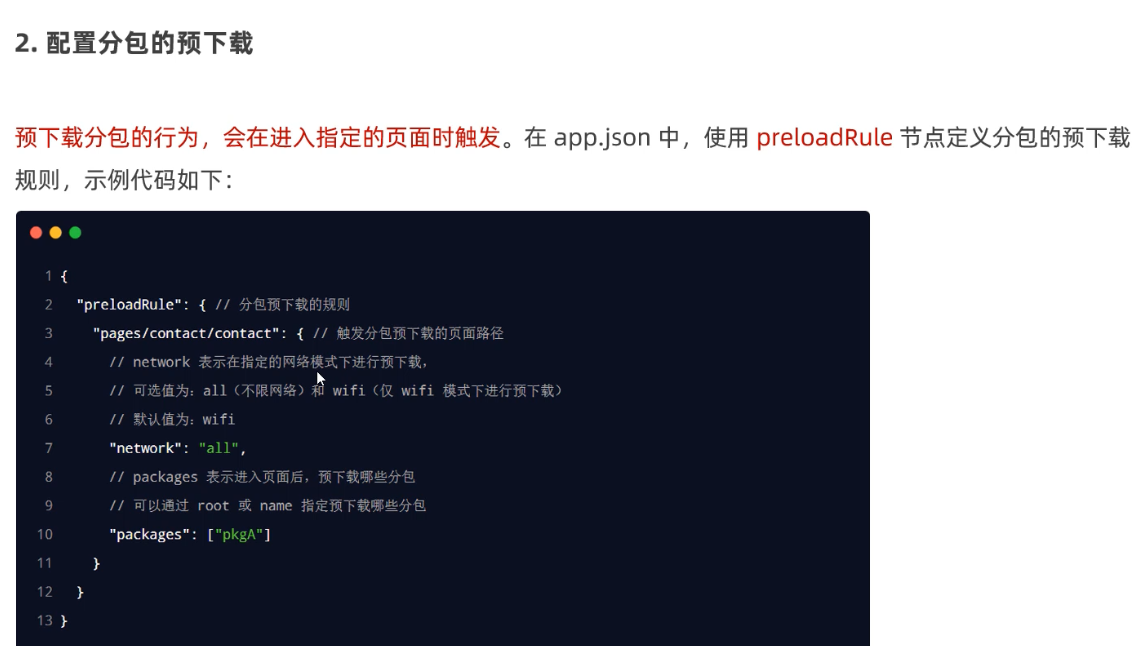 2. 配置分包的预下载
预下载分包的行为，会在进入指定的页面时触发。在 app.json 中，使用 preloadRule 节点定义分包的预下载
规则，示例代码如下：
1 {
2 "preloadRule": { // 分包预下载的规则
3 "pages/contact/contact": { // 触发分包预下载的页面路径
4 // network 表示在指定的网络模式下进行预下载，
5 // 可选值为：all（不限网络）和 wifi（仅 wifi 模式下进行预下载）
6 // 默认值为：wifi
7 "network": "all",
8 // packages 表示进入页面后，预下载哪些分包
9 // 可以通过 root 或 name 指定预下载哪些分包
10 "packages": ["pkgA"]
11 }
12 }
13 }